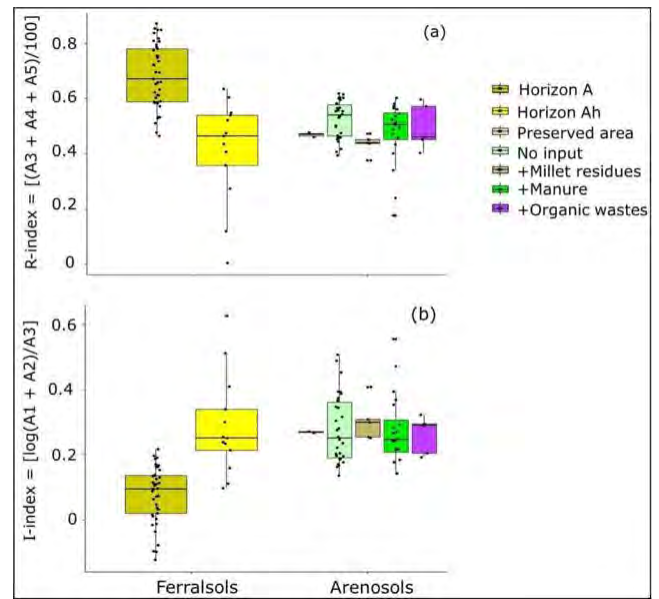 (a)
R-index = [(A3 + A4 + A5)/100]
0.8
0.6
0.4
0.2
0
Horizon A
Horizon Ah
Preserved area
No input
+Millet residues
+Manure
+Organic wastes
(b)
I-index = [log(A1 + A2)/A3]
0.6
0.4
0.2
0
Ferralsols
Arenosols